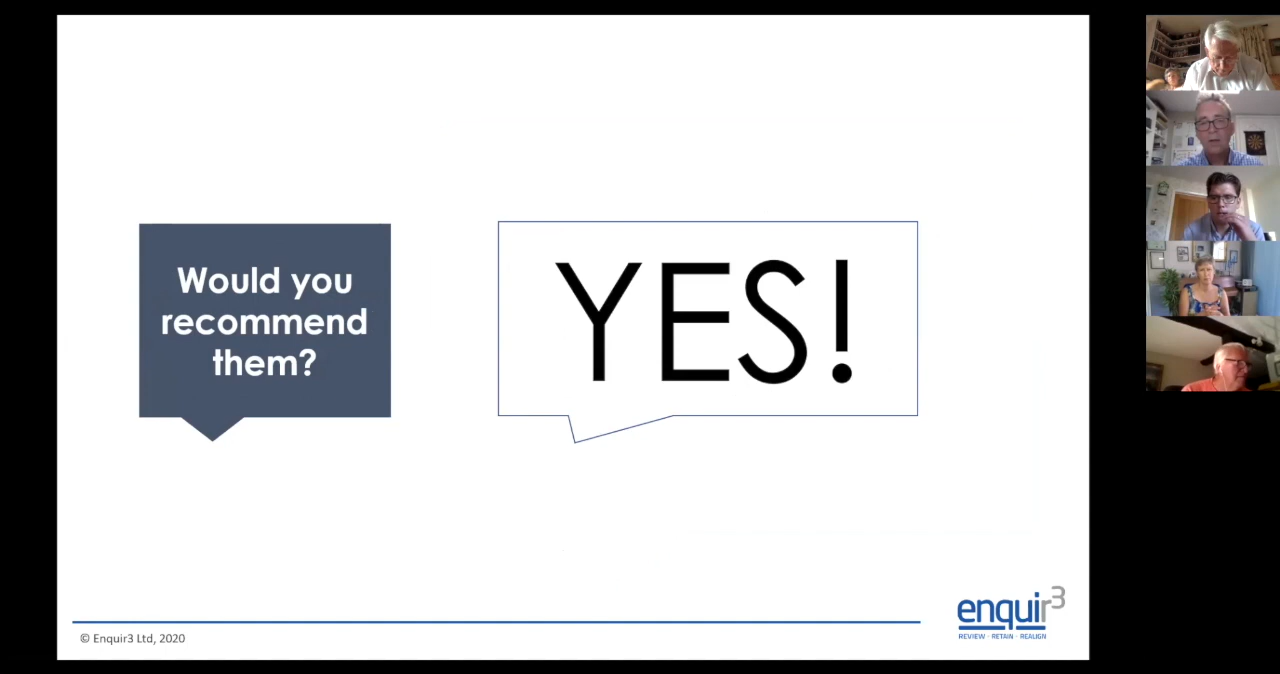 Would you
recommend
them?
YES!
© Enquir3 Ltd, 2020
enquir3
REVIEW - RETAIN - REALIGN